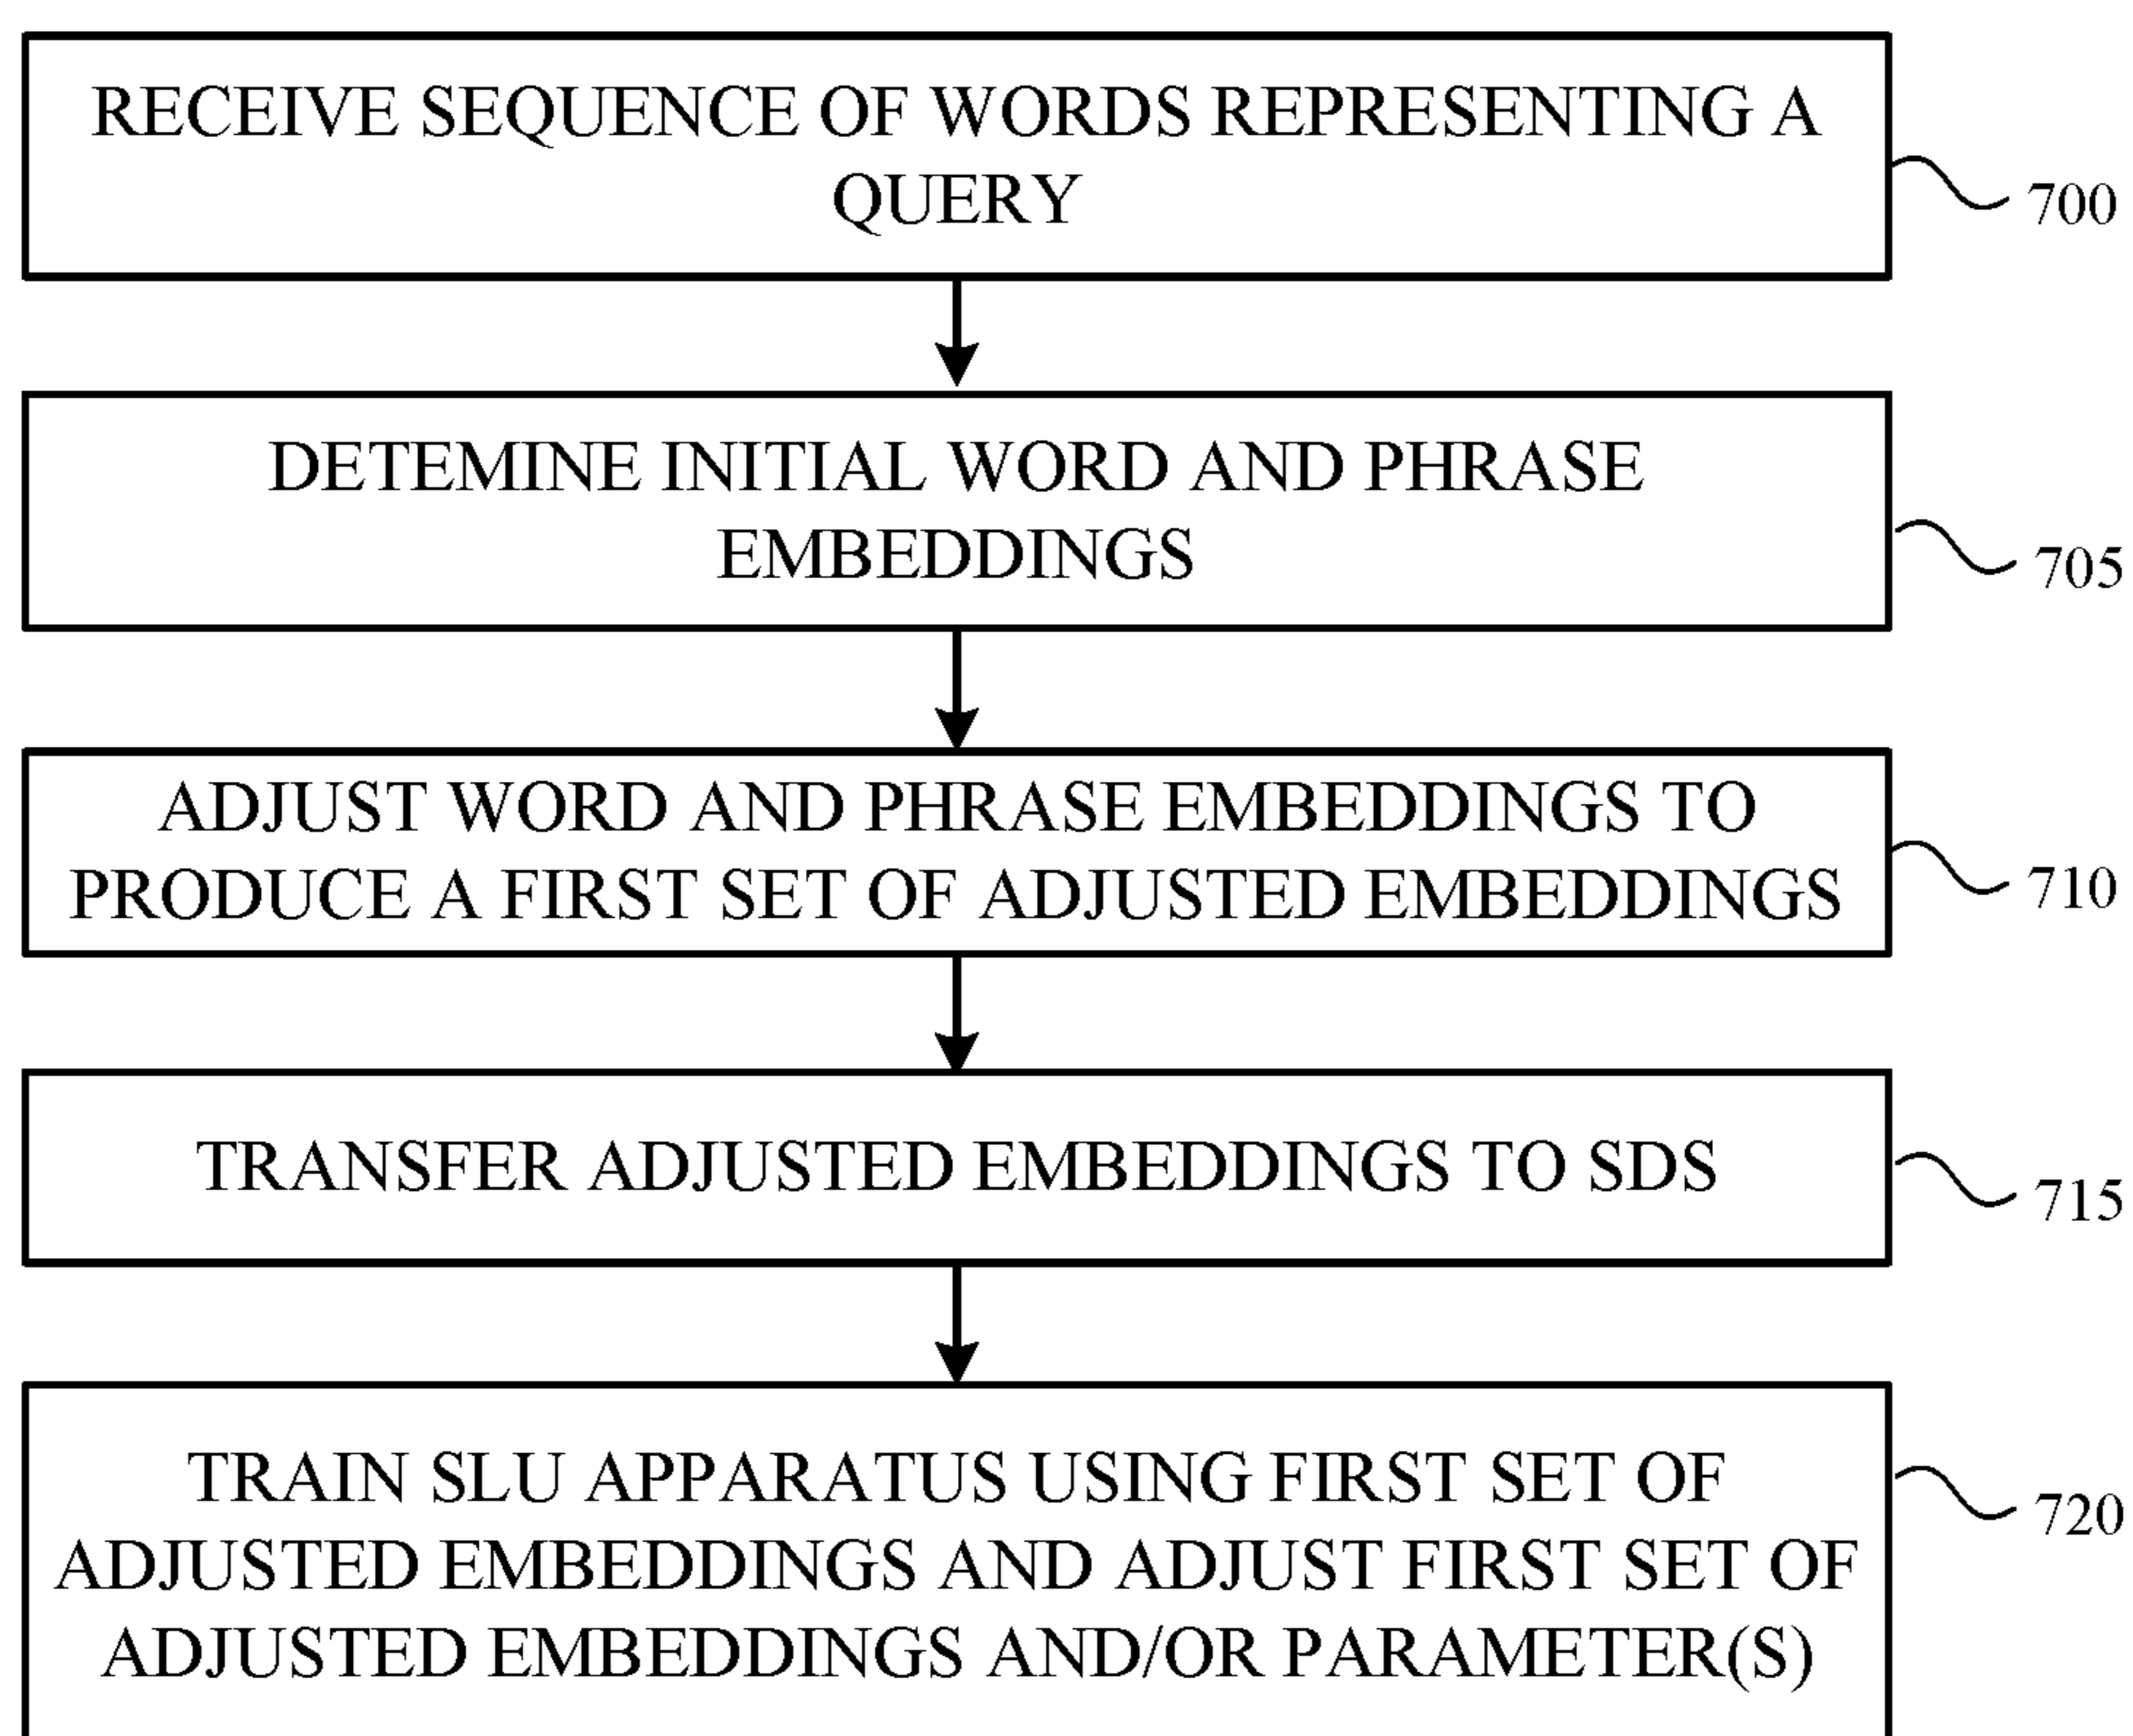 RECEIVE SEQUENCE OF WORDS REPRESENTING A
QUERY
700
DETEMINE INITIAL WORD AND PHRASE
EMBEDDINGS
705
ADJUST WORD AND PHRASE EMBEDDINGS TO
PRODUCE A FIRST SET OF ADJUSTED EMBEDDINGS
710
TRANSFER ADJUSTED EMBEDDINGS TO SDS
715
TRAIN SLU APPARATUS USING FIRST SET OF
ADJUSTED EMBEDDINGS AND ADJUST FIRST SET OF
ADJUSTED EMBEDDINGS AND/OR PARAMETER(S)
720